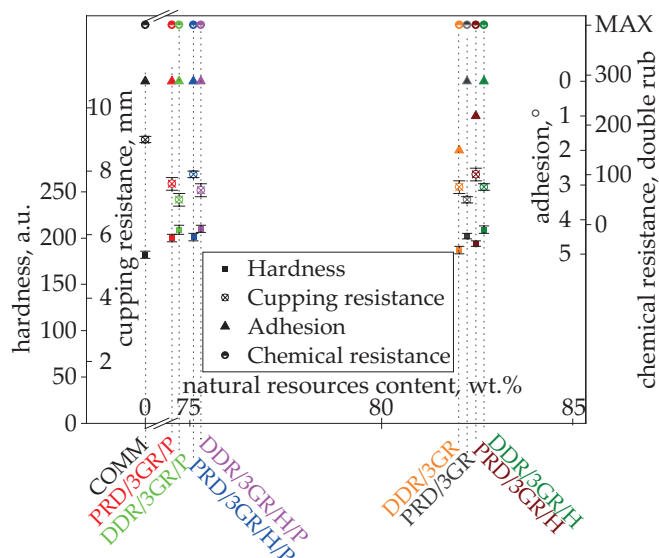 MAX
300
200
100
0
chemical resistance, double rub
0
1
2
3
4
5
adhesion,°
10
8
6
4
2
cupping resistance, mm
250
200
150
100
50
0
hardness, a.u.
Hardness
Cupping resistance
Adhesion
Chemical resistance
natural resources content, wt.%
0 75 80 85
COMM
PRD/3GR/P
DDR/3GR/P
PRD/3GR/H/P
DDR/3GR/H/P
DDR/3GR
PRD/3GR
PRD/3GR/H
DDR/3GR/H